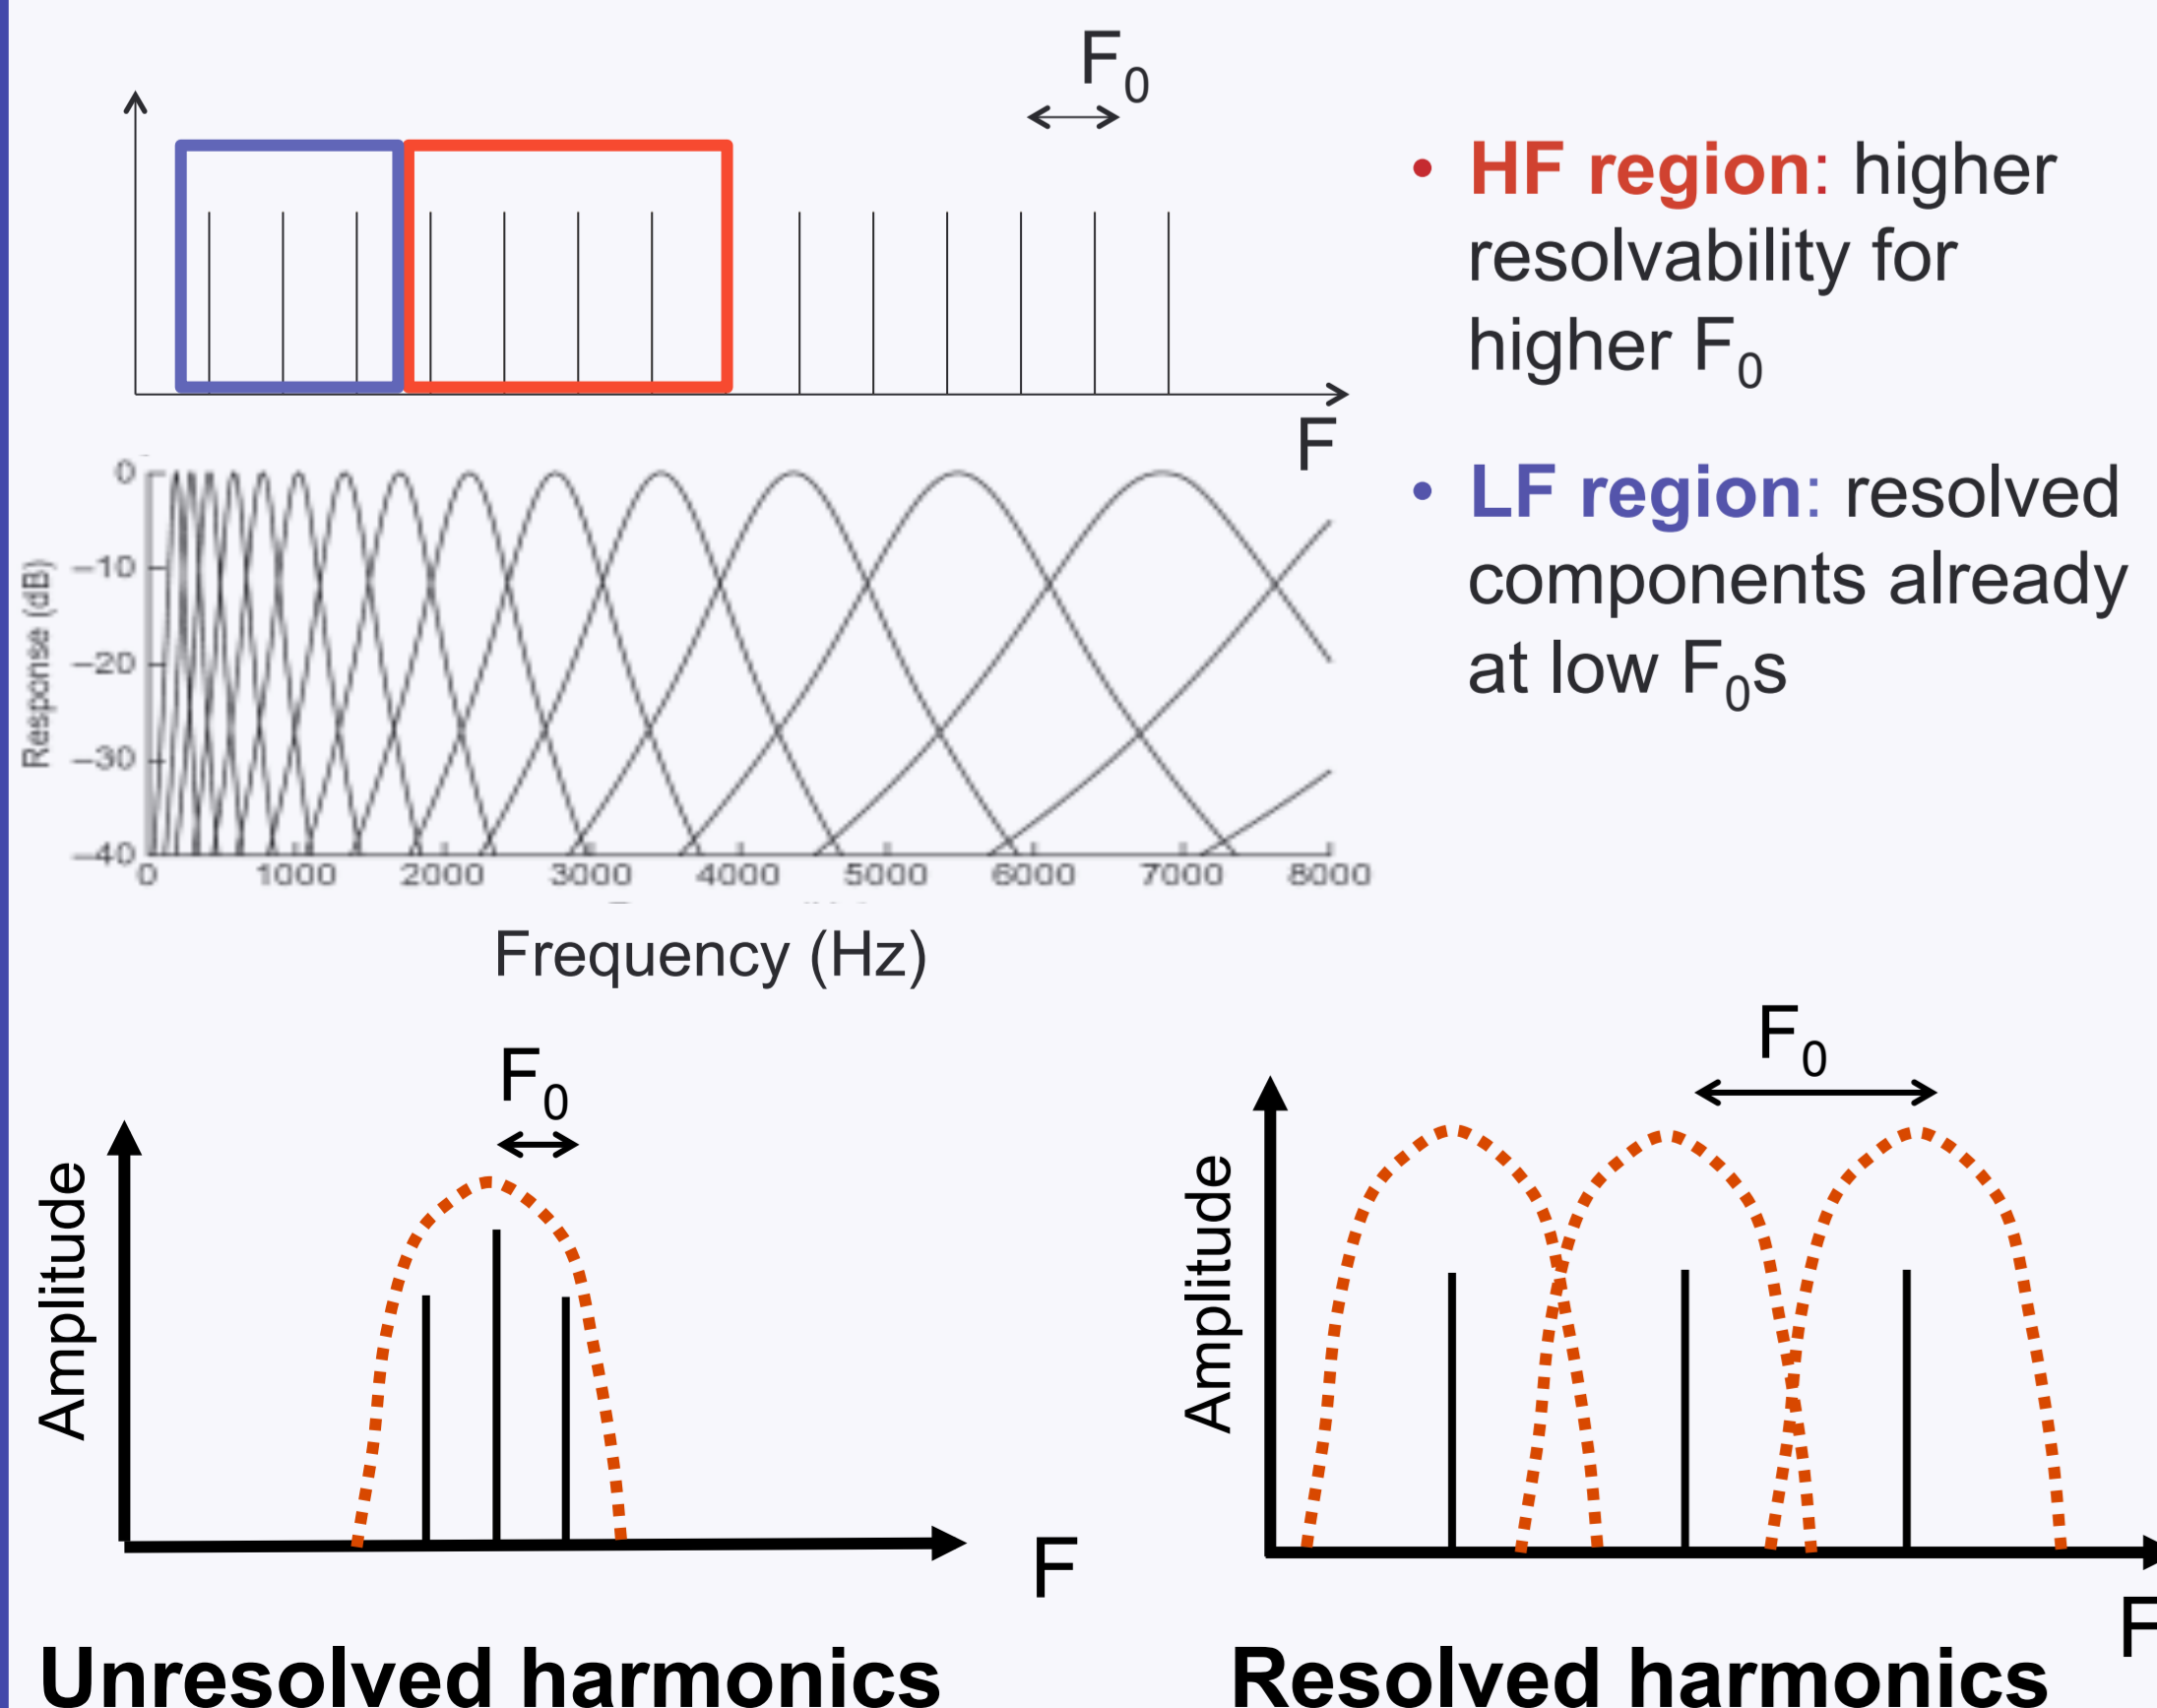 F₀
F
• HF region: higher
resolvability for
higher F₀
• LF region: resolved
components already
at low F₀s
Response (dB)
0
–10
–20
–30
–40
0 1000 2000 3000 4000 5000 6000 7000 8000
Frequency (Hz)
F₀
Amplitude
F
Unresolved harmonics
F₀
Amplitude
F
Resolved harmonics